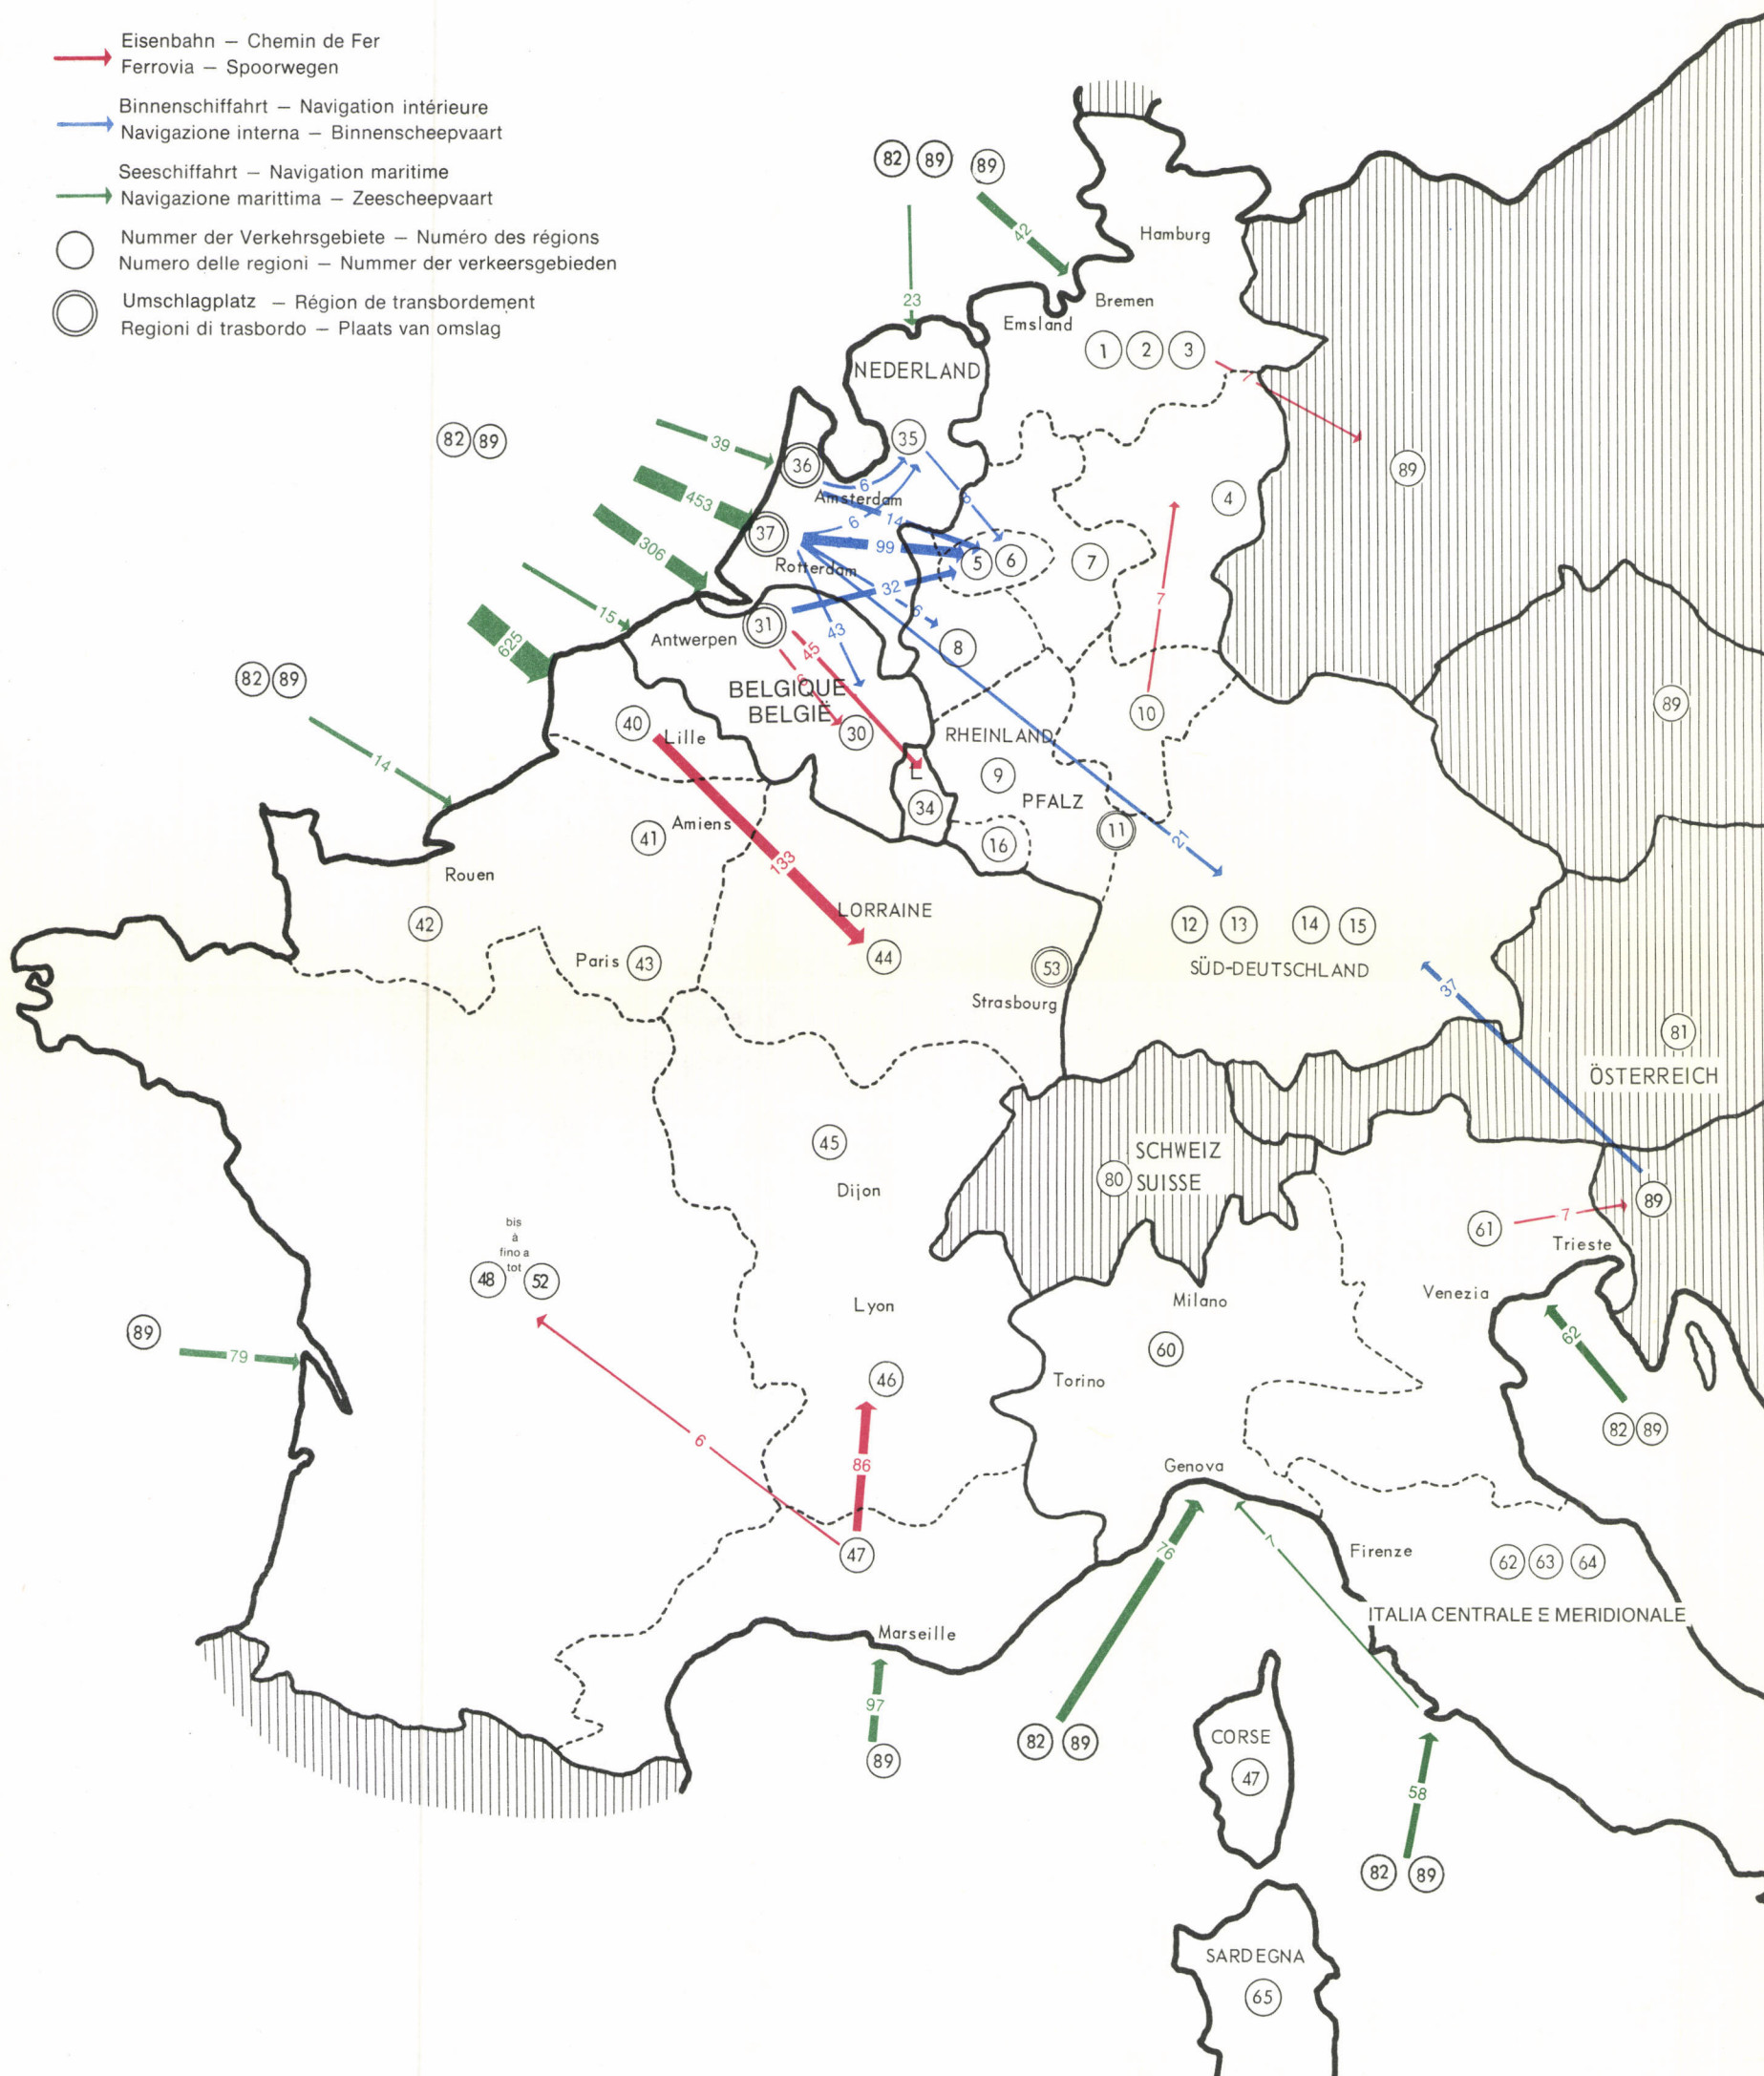 Eisenbahn – Chemin de Fer
Ferrovia – Spoorwegen
Binnenschiffahrt – Navigation intérieure
Navigazione interna – Binnenscheepvaart
Seeschiffahrt – Navigation maritime
Navigazione marittima – Zeescheepvaart
Nummer der Verkehrsgebiete – Numéro des régions
Numero delle regioni – Nummer der verkeersgebieden
Umschlagplatz – Région de transbordement
Regioni di trasbordo – Plaats van omslag
82 89 89
42
Hamburg
23
Bremen
Emsland
1 2 3
NEDERLAND
7
82 89
39
35
36
89
6
Amsterdam
4
453
6
14
37
99
5 6
7
306
Rotterdam
32
6
15
31
43
Antwerpen
45
8
625
6
82 89
BELGIQUE
BELGIË
89
10
7
40
Lille
30
RHEINLAND
14
L
9
PFALZ
34
41
Amiens
11
16
21
133
Rouen
LORRAINE
42
12 13 14 15
Paris 43
44
53
SÜD-DEUTSCHLAND
37
Strasbourg
81
ÖSTERREICH
45
SCHWEIZ
80 SUISSE
Dijon
89
bis
à
fino a
tot
48 52
61
7
Trieste
Lyon
Milano
Venezia
89
79
60
62
46
Torino
82 89
6
86
Genova
47
76
7
Firenze
62 63 64
ITALIA CENTRALE E MERIDIONALE
Marseille
97
82 89
CORSE
89
47
58
82 89
SARDEGNA
65